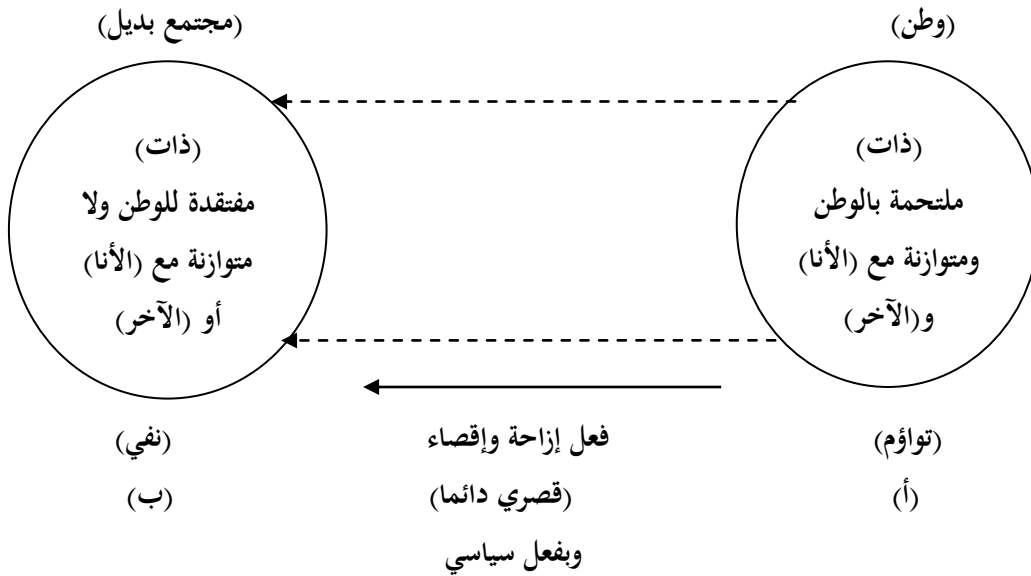 (وطن)
(مجتمع بديل)
(ذات)
ملتحمة بالوطن
ومتوازنة مع (الأنا)
و(الآخر)
(ذات)
مفتقدة للوطن ولا
متوازنة مع (الأنا)
أو (الآخر)
(تواؤم)
(أ)
فعل إزاحة وإقصاء
(قصري دائما)
وبفعل سياسي
(نفي)
(ب)